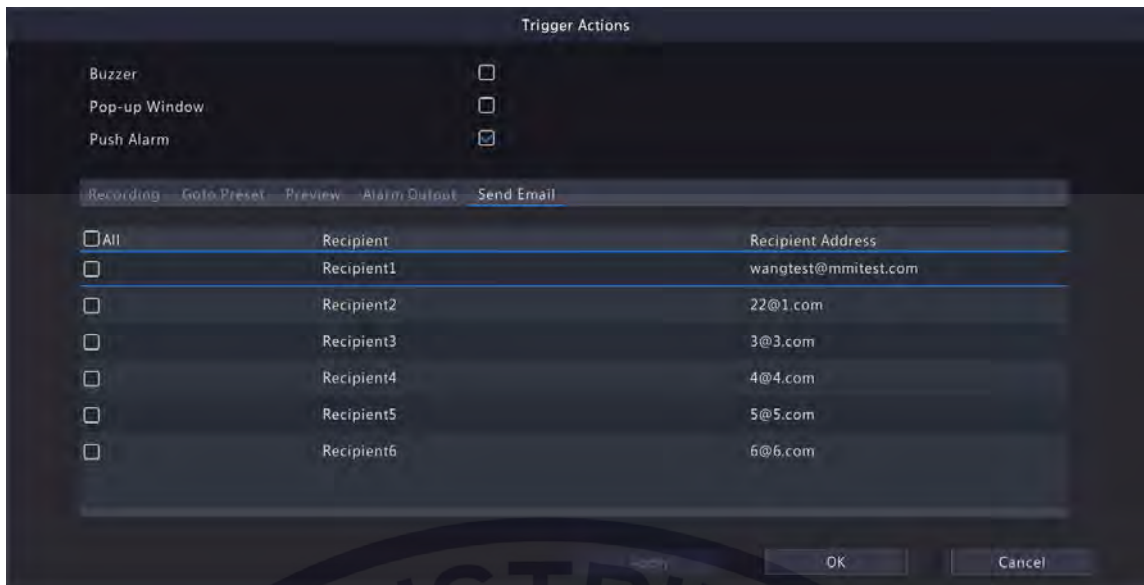 Trigger Actions
Buzzer
Pop-up Window
Push Alarm
Recording Goto Preset Preview Alarm Output Send Email
All Recipient Recipient Address
Recipient1 wangtest@mmitest.com
Recipient2 22@1.com
Recipient3 3@3.com
Recipient4 4@4.com
Recipient5 5@5.com
Recipient6 6@6.com
OK Cancel